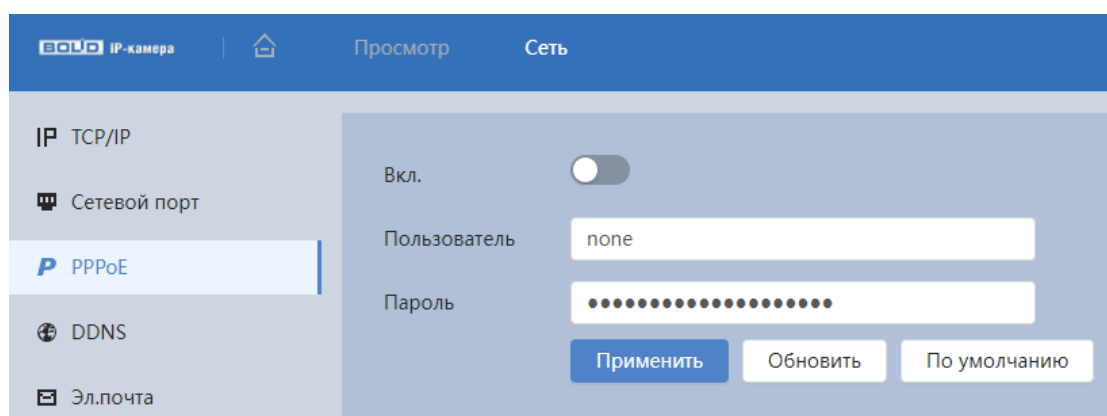 BOLID IP-камера Просмотр Сеть
IP TCP/IP
Сетевой порт
P PPPoE
DDNS
Эл.почта
Вкл.
Пользователь none
Пароль ••••••••••••••••••••
Применить Обновить По умолчанию